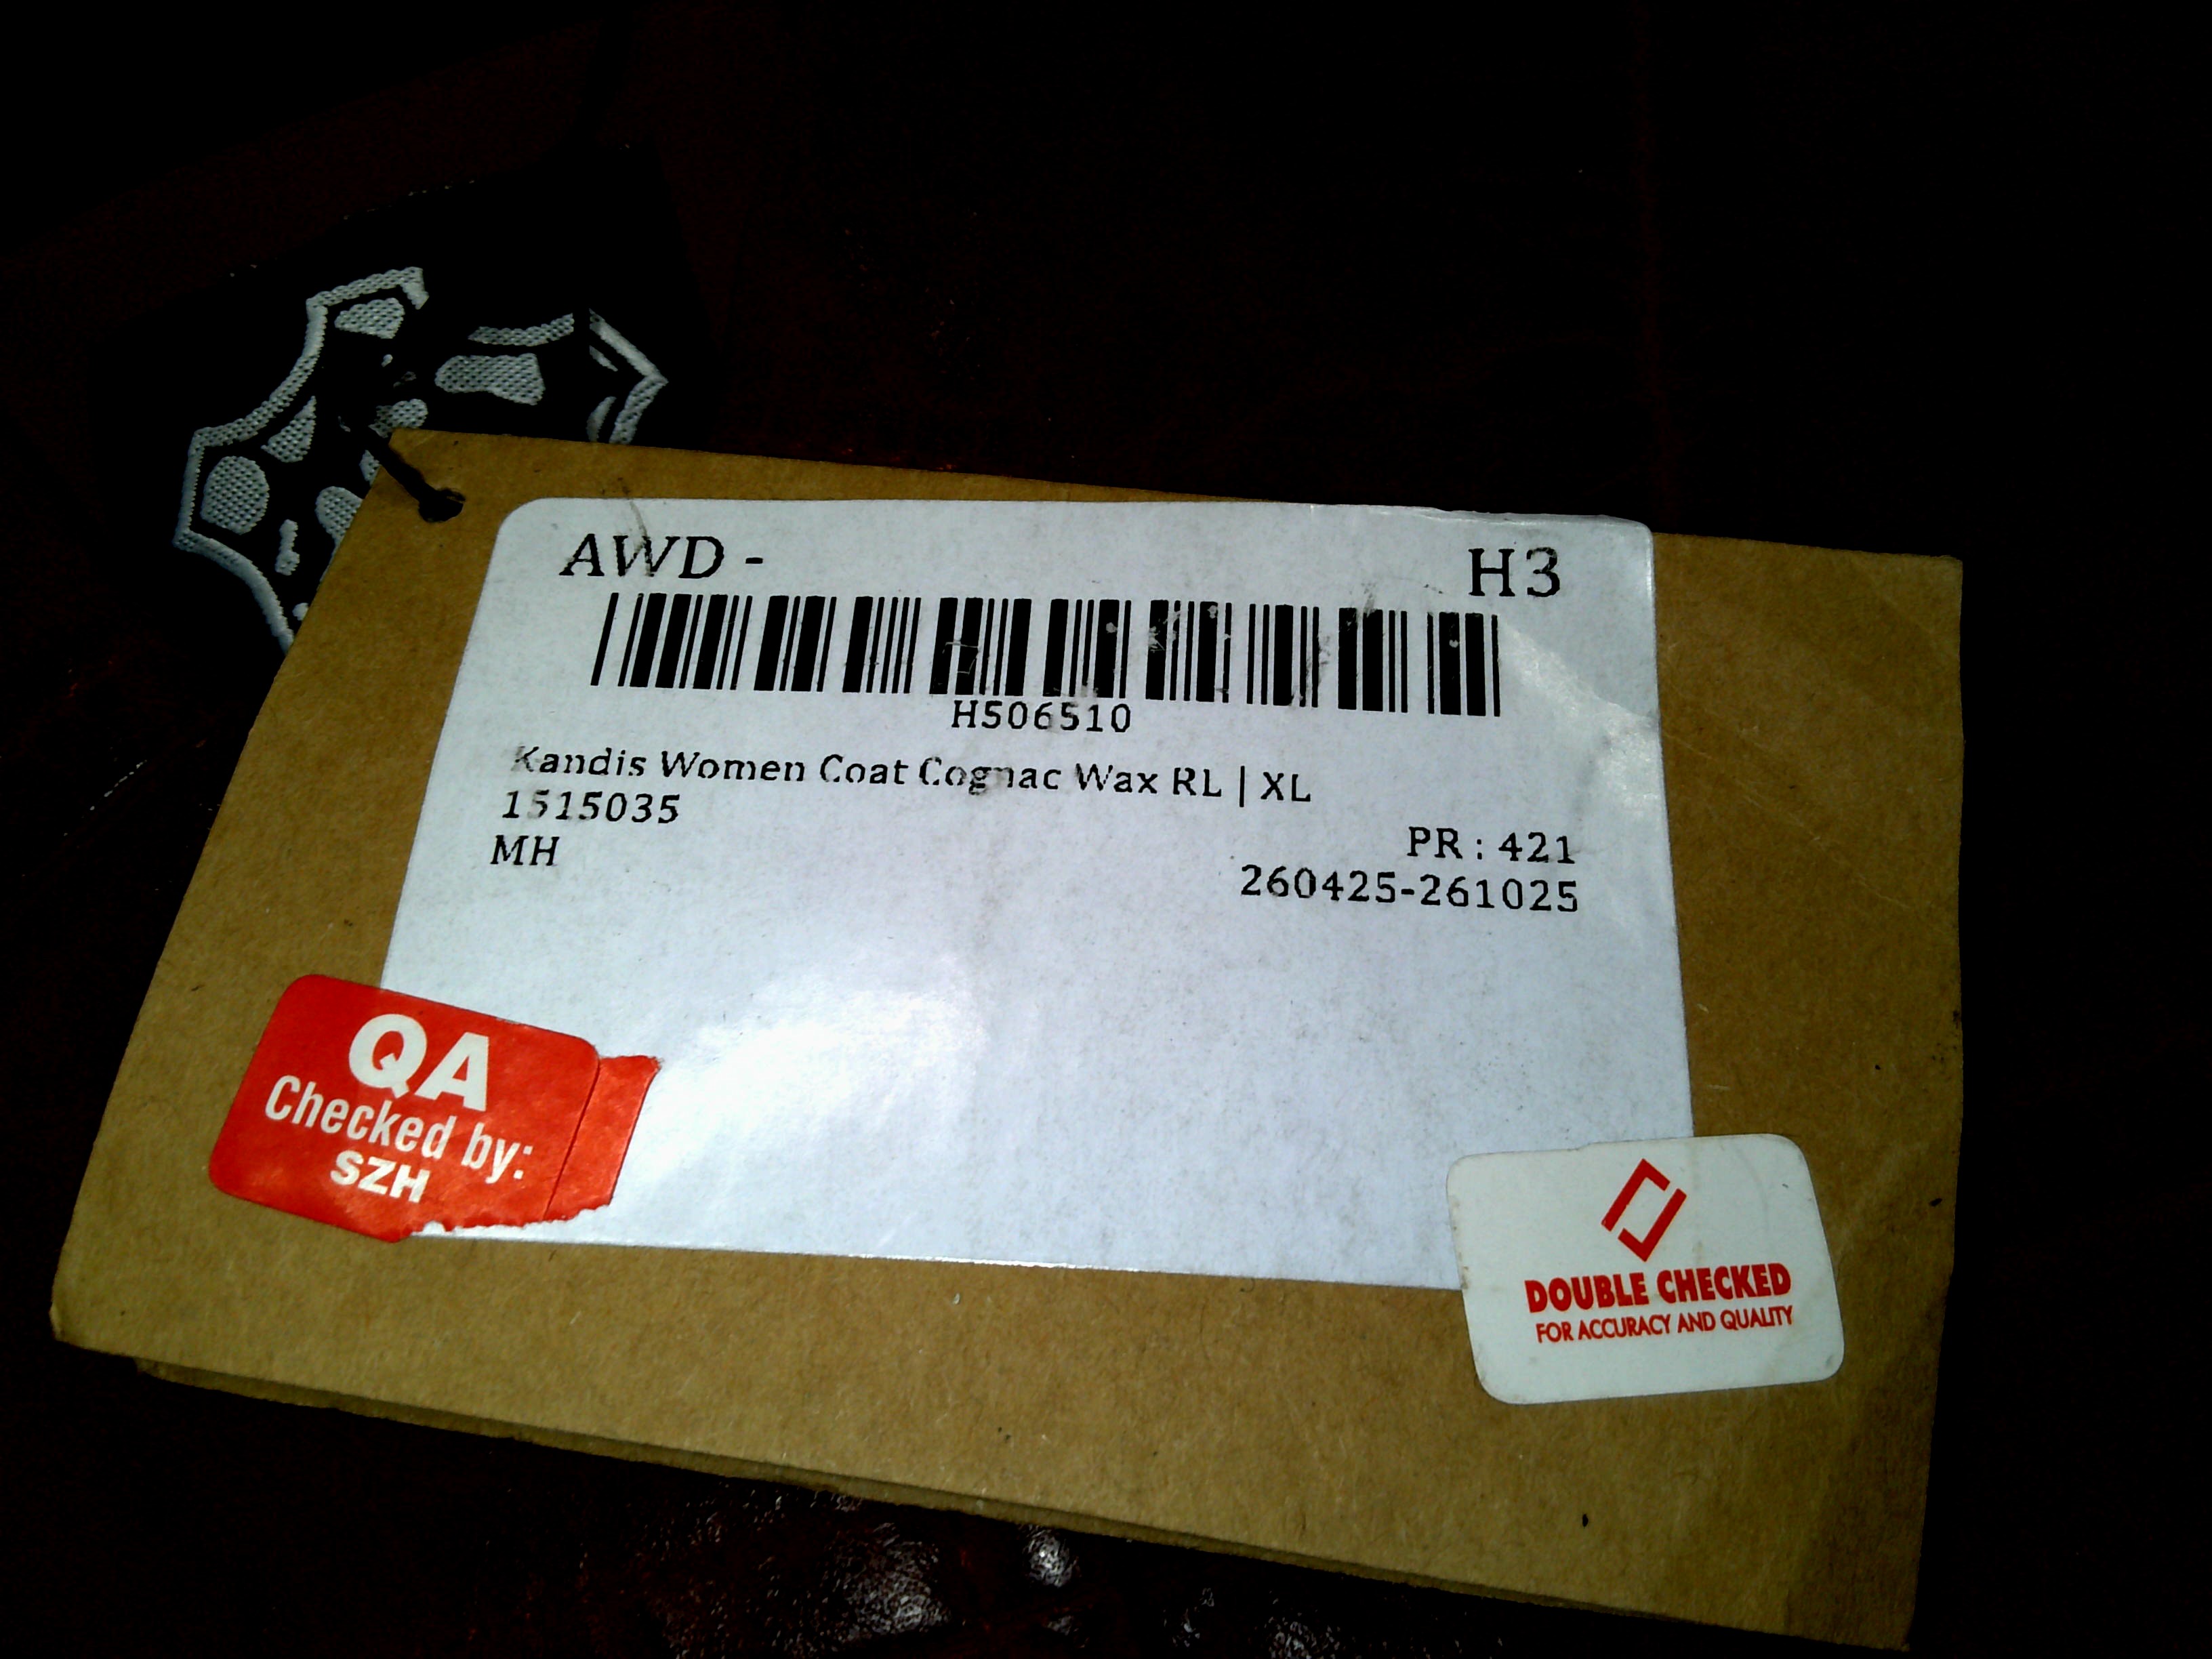 AWD - H3
H506510
Kandis Women Coat Cognac Wax RL | XL
1515035
PR : 421
MH
260425-261025
QA
Checked by:
SZH
DOUBLE CHECKED
FOR ACCURACY AND QUALITY